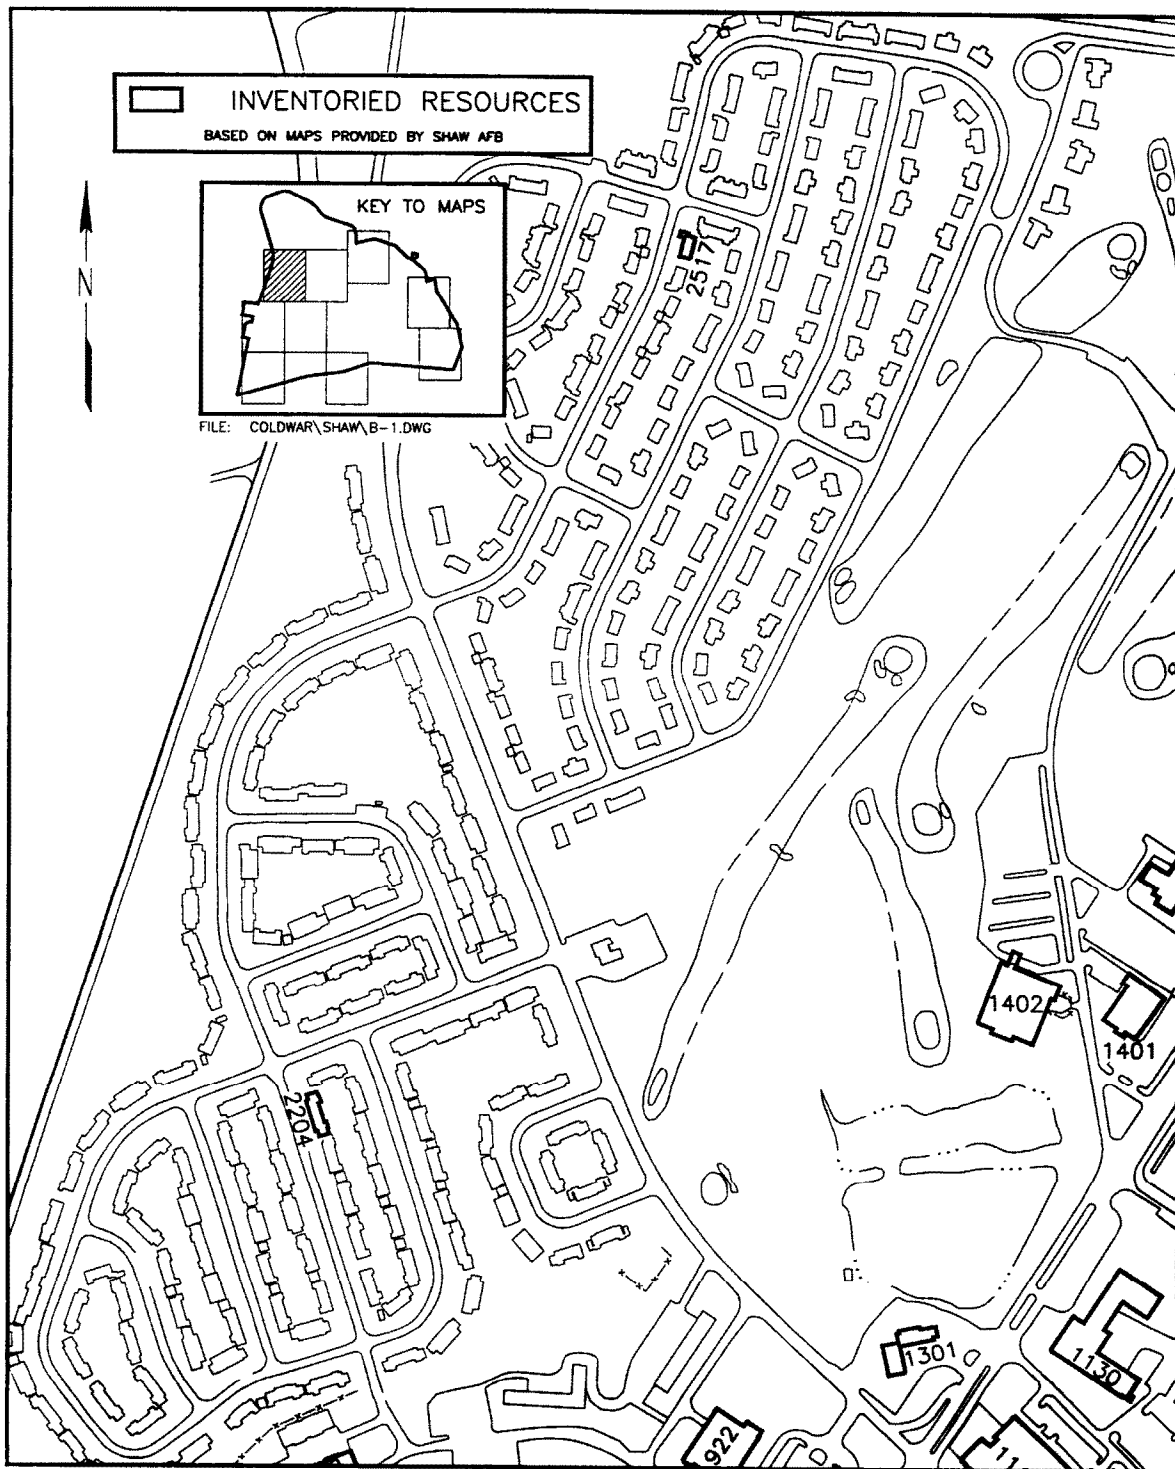 INVENTORIED RESOURCES
BASED ON MAPS PROVIDED BY SHAW AFB
KEY TO MAPS
N
FILE: COLDWAR\SHAW\B-1.DWG
2517
1402
1401
2204
1301
1130
922